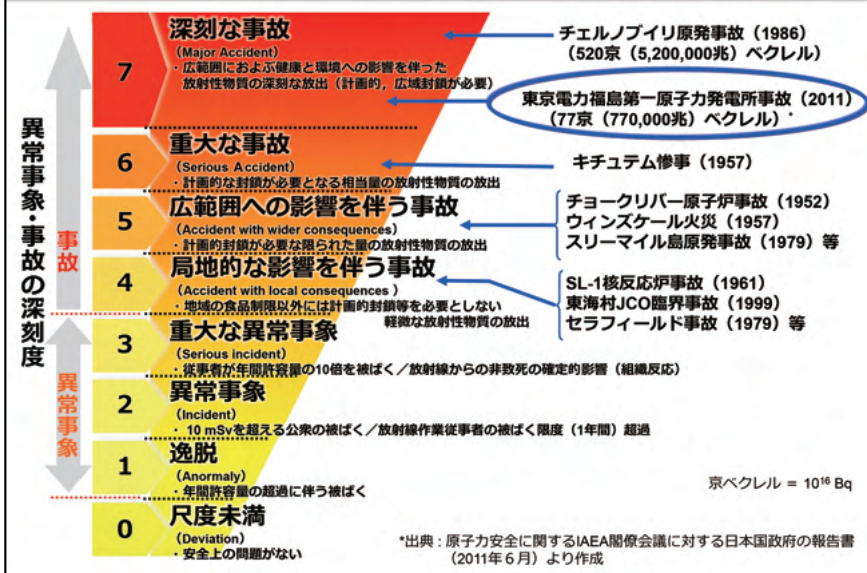 異常事象・事故の深刻度
事故
異常事象
7
深刻な事故
(Major Accident)
・広範囲におよぶ健康と環境への影響を伴った
放射性物質の深刻な放出（計画的，広域封鎖が必要）
チェルノブイリ原発事故（1986）
（520京（5,200,000兆）ベクレル）
東京電力福島第一原子力発電所事故（2011）
（77京（770,000兆）ベクレル）*
6
重大な事故
(Serious Accident)
・計画的な封鎖が必要となる相当量の放射性物質の放出
キチュテム惨事（1957）
5
広範囲への影響を伴う事故
(Accident with wider consequences)
・計画的封鎖が必要な限られた量の放射性物質の放出
チョークリバー原子炉事故（1952）
ウィンズケール火災（1957）
スリーマイル島原発事故（1979）等
4
局地的な影響を伴う事故
(Accident with local consequences )
・地域の食品制限以外には計画的封鎖等を必要としない
軽微な放射性物質の放出
SL-1核反応炉事故（1961）
東海村JCO臨界事故（1999）
セラフィールド事故（1979）等
3
重大な異常事象
(Serious incident)
・従事者が年間許容量の10倍を被ばく／放射線からの非致死の確定的影響（組織反応）
2
異常事象
(Incident)
・10 mSvを超える公衆の被ばく／放射線作業従事者の被ばく限度（1年間）超過
1
逸脱
(Anormaly)
・年間許容量の超過に伴う被ばく
京ベクレル = 10¹⁶ Bq
0
尺度未満
(Deviation)
・安全上の問題がない
*出典：原子力安全に関するIAEA閣僚会議に対する日本国政府の報告書
（2011年６月）より作成